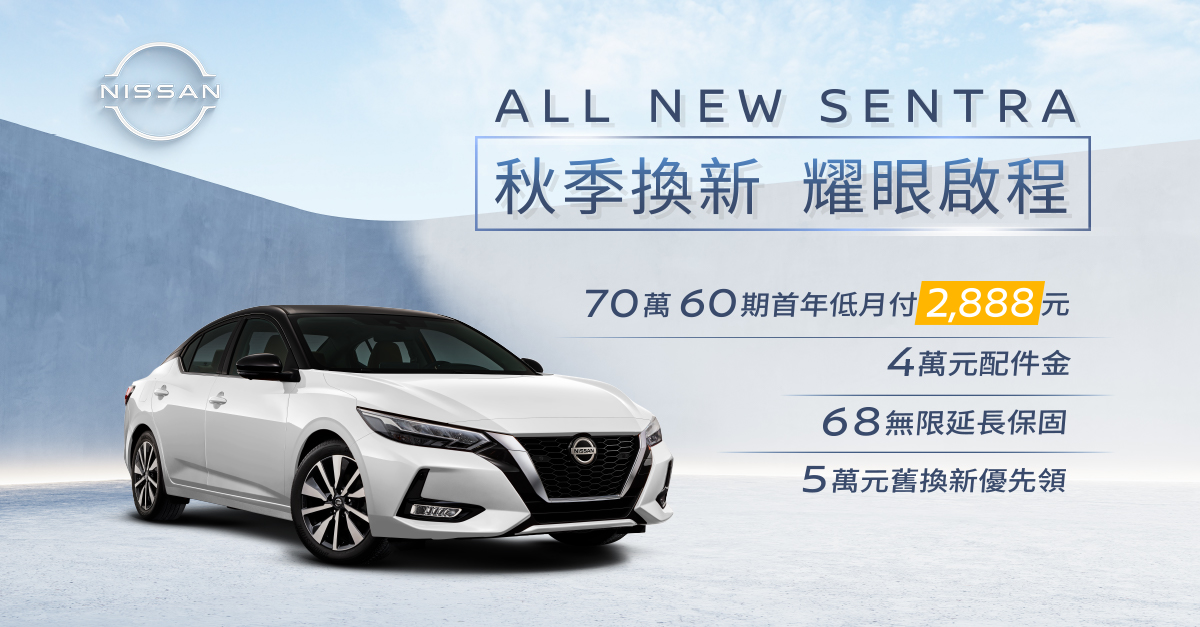 NISSAN
ALL NEW SENTRA
秋季換新 耀眼啟程
70萬60期首年低月付2,888元
4萬元配件金
68無限延長保固
5萬元舊換新優先領
NISSAN